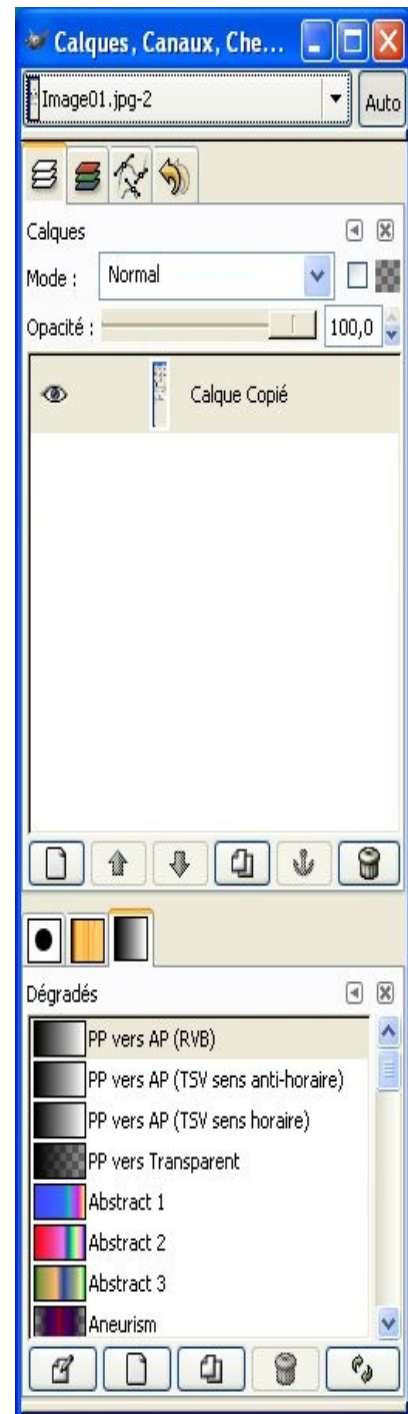 Calques, Canaux, Che...
Image01.jpg-2
Auto
Calques
Mode : Normal
Opacité : 100,0
Calque Copié
Dégradés
PP vers AP (RVB)
PP vers AP (TSV sens anti-horaire)
PP vers AP (TSV sens horaire)
PP vers Transparent
Abstract 1
Abstract 2
Abstract 3
Aneurism